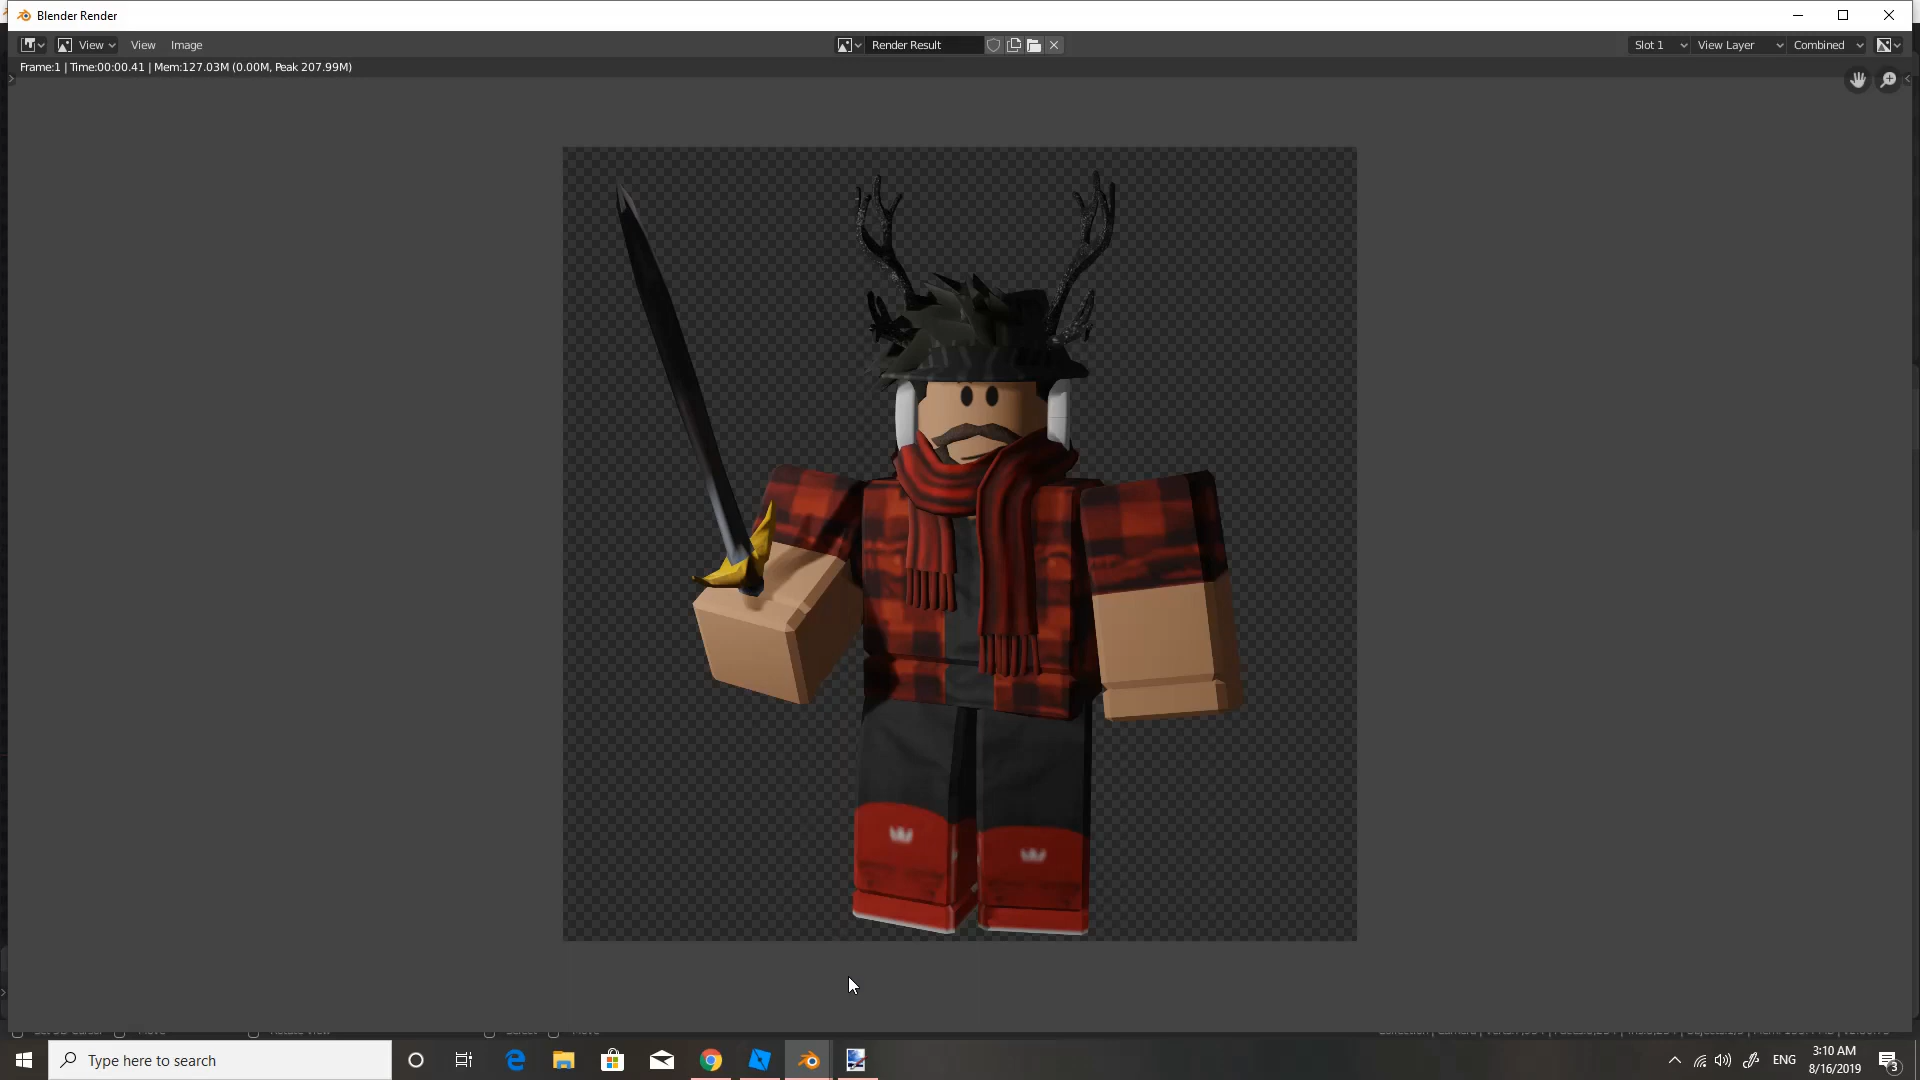 Blender Render
View View Image Render Result Slot 1 View Layer Combined
Frame:1 | Time:00:00.41 | Mem:127.03M (0.00M, Peak 207.99M)
Type here to search
ENG
3:10 AM
8/16/2019
3